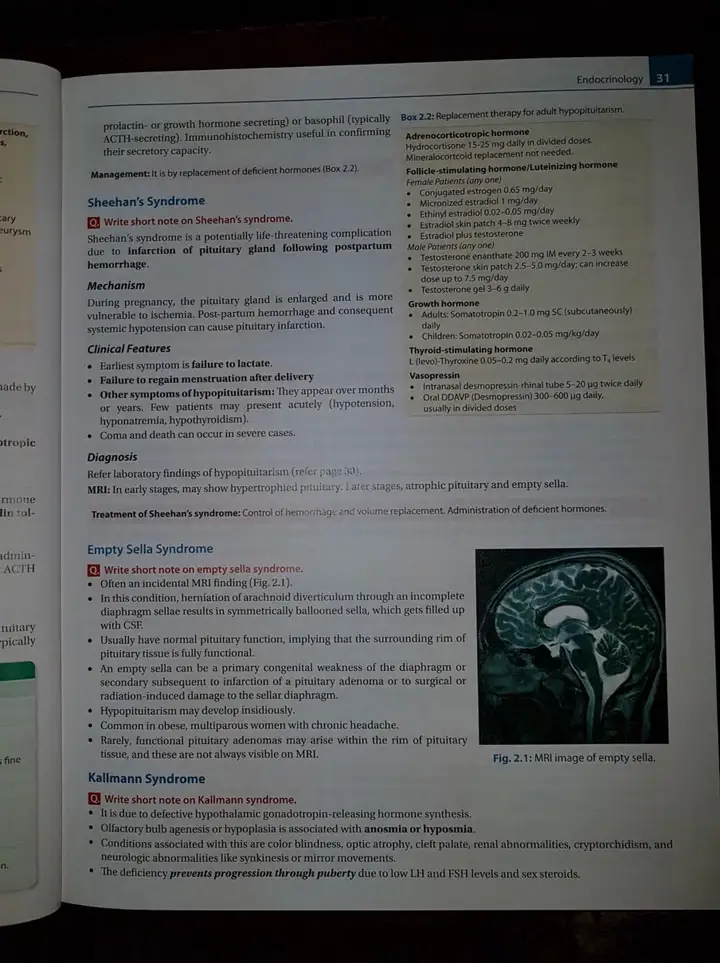 Endocrinology 31
prolactin- or growth hormone secreting) or basophil (typically
ACTH-secreting). Immunohistochemistry useful in confirming
their secretory capacity.
Management: It is by replacement of deficient hormones (Box 2.2).
Sheehan's Syndrome
Q. Write short note on Sheehan's syndrome.
Sheehan's syndrome is a potentially life-threatening complication
due to infarction of pituitary gland following postpartum
hemorrhage.
Mechanism
During pregnancy, the pituitary gland is enlarged and is more
vulnerable to ischemia. Post-partum hemorrhage and consequent
systemic hypotension can cause pituitary infarction.
Clinical Features
• Earliest symptom is failure to lactate.
• Failure to regain menstruation after delivery
• Other symptoms of hypopituitarism: They appear over months
or years. Few patients may present acutely (hypotension,
hyponatremia, hypothyroidism).
• Coma and death can occur in severe cases.
Box 2.2: Replacement therapy for adult hypopituitarism.
Adrenocorticotropic hormone
Hydrocortisone 15-25 mg daily in divided doses.
Mineralocortcoid replacement not needed.
Follicle-stimulating hormone/Luteinizing hormone
Female Patients (any one)
• Conjugated estrogen 0.65 mg/day
• Micronized estradiol 1 mg/day
• Ethinyl estradiol 0.02–0.05 mg/day
• Estradiol skin patch 4–8 mg twice weekly
• Estradiol plus testosterone
Male Patients (any one)
• Testosterone enanthate 200 mg IM every 2–3 weeks
• Testosterone skin patch 2.5–5.0 mg/day; can increase
dose up to 7.5 mg/day
• Testosterone gel 3–6 g daily
Growth hormone
• Adults: Somatotropin 0.2–1.0 mg SC (subcutaneously)
daily
• Children: Somatotropin 0.02–0.05 mg/kg/day
Thyroid-stimulating hormone
L (levo)-Thyroxine 0.05–0.2 mg daily according to T4 levels
Vasopressin
• Intranasal desmopressin rhinal tube 5–20 µg twice daily
• Oral DDAVP (Desmopressin) 300–600 µg daily,
usually in divided doses
Diagnosis
Refer laboratory findings of hypopituitarism (refer page 30).
MRI: In early stages, may show hypertrophied pituitary. Later stages, atrophic pituitary and empty sella.
Treatment of Sheehan's syndrome: Control of hemorrhage and volume replacement. Administration of deficient hormones.
Empty Sella Syndrome
Q. Write short note on empty sella syndrome.
• Often an incidental MRI finding (Fig. 2.1).
• In this condition, herniation of arachnoid diverticulum through an incomplete
diaphragm sellae results in symmetrically ballooned sella, which gets filled up
with CSF.
• Usually have normal pituitary function, implying that the surrounding rim of
pituitary tissue is fully functional.
• An empty sella can be a primary congenital weakness of the diaphragm or
secondary subsequent to infarction of a pituitary adenoma or to surgical or
radiation-induced damage to the sellar diaphragm.
• Hypopituitarism may develop insidiously.
• Common in obese, multiparous women with chronic headache.
• Rarely, functional pituitary adenomas may arise within the rim of pituitary
tissue, and these are not always visible on MRI.
Fig. 2.1: MRI image of empty sella.
Kallmann Syndrome
Q. Write short note on Kallmann syndrome.
• It is due to defective hypothalamic gonadotropin-releasing hormone synthesis.
• Olfactory bulb agenesis or hypoplasia is associated with anosmia or hyposmia.
• Conditions associated with this are color blindness, optic atrophy, cleft palate, renal abnormalities, cryptorchidism, and
neurologic abnormalities like synkinesis or mirror movements.
• The deficiency prevents progression through puberty due to low LH and FSH levels and sex steroids.